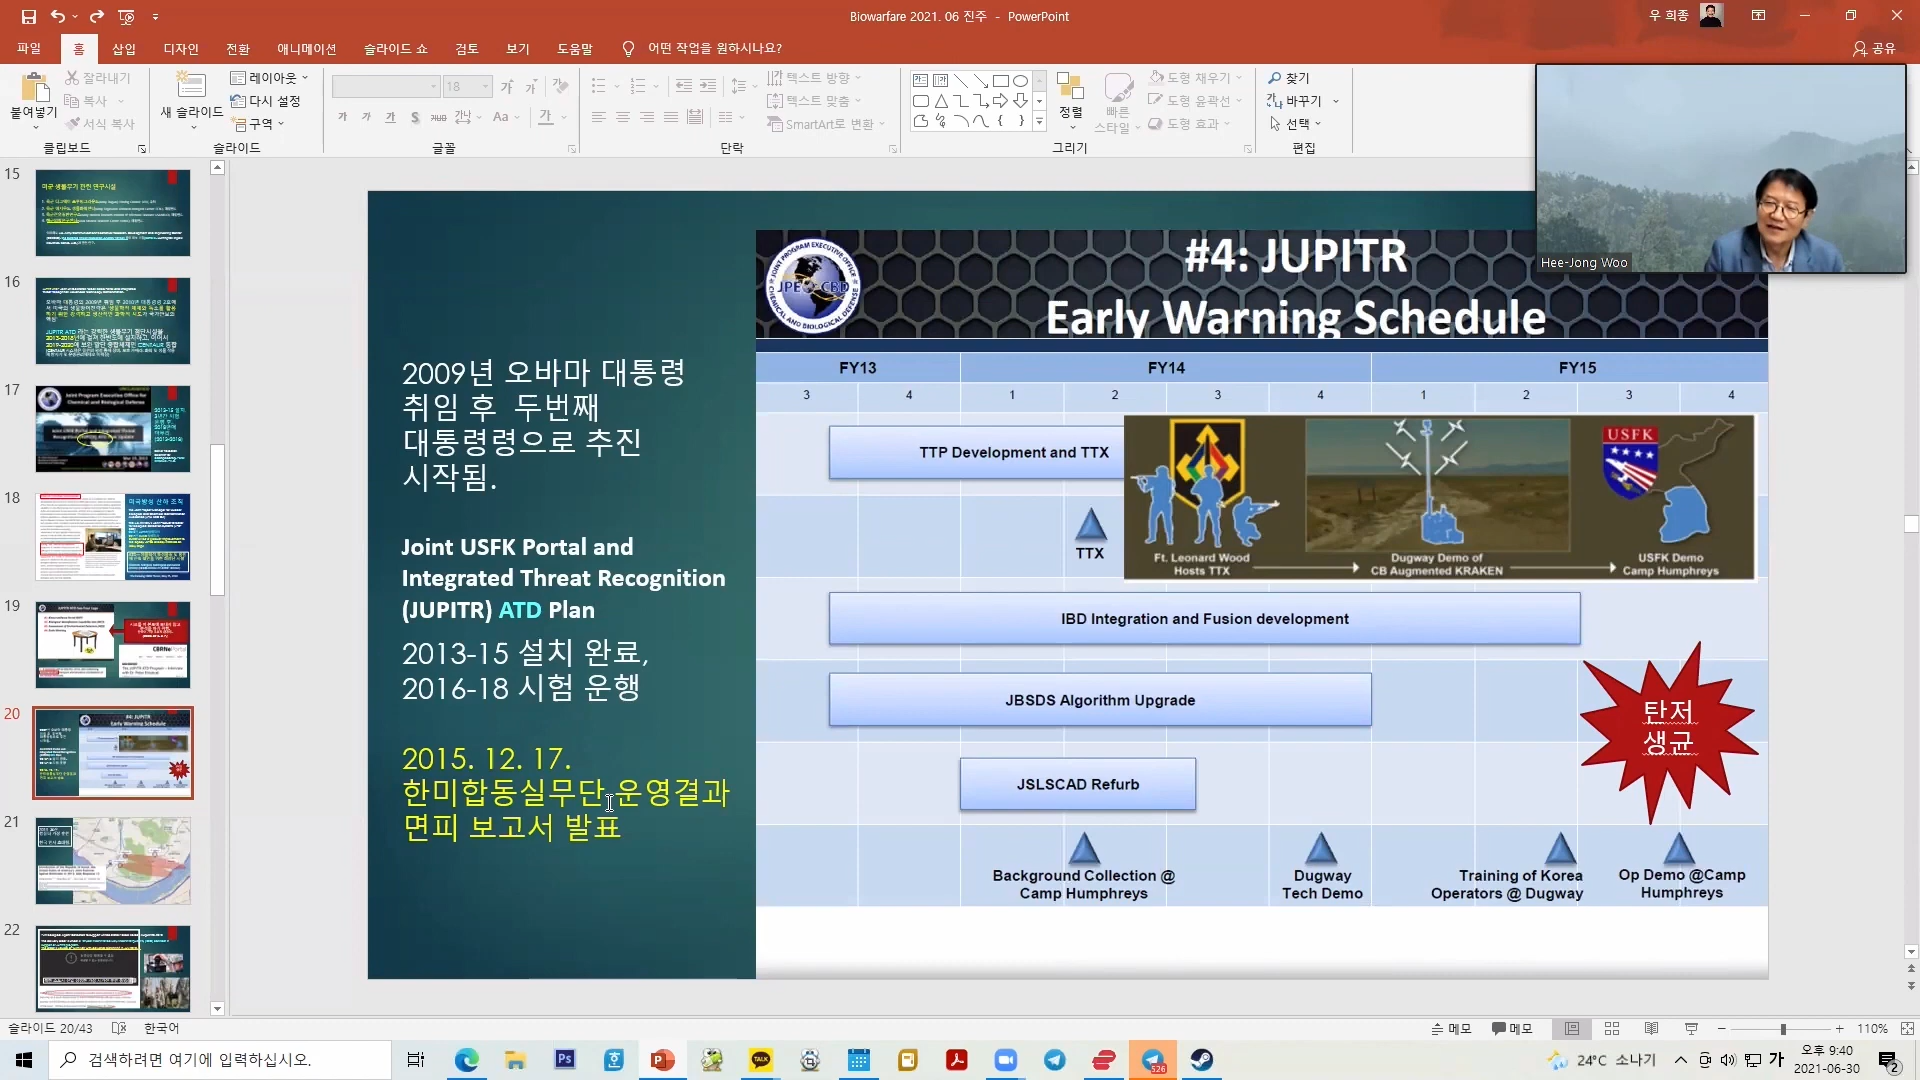 Biowarfare 2021. 06 진주 - PowerPoint
우 희종
파일 홈 삽입 디자인 전환 애니메이션 슬라이드 쇼 검토 보기 도움말 어떤 작업을 원하시나요? 공유
붙여넣기
잘라내기
복사
서식 복사
클립보드
새 슬라이드
레이아웃
다시 설정
구역
슬라이드
18
글꼴
텍스트 방향
텍스트 맞춤
SmartArt로 변환
단락
정렬
빠른 스타일
도형 채우기
도형 윤곽선
도형 효과
그리기
찾기
바꾸기
선택
편집
Hee-Jong Woo
15
16
17
18
19
20
21
22
2009년 오바마 대통령
취임 후 두번째
대통령령으로 추진
시작됨.
Joint USFK Portal and
Integrated Threat Recognition
(JUPITR) ATD Plan
2013-15 설치 완료,
2016-18 시험 운행
2015. 12. 17.
한미합동실무단 운영결과
면피 보고서 발표
JPEO-CBD
JOINT PROGRAM EXECUTIVE OFFICE
CHEMICAL AND BIOLOGICAL DEFENSE
#4: JUPITR
Early Warning Schedule
FY13 FY14 FY15
3 4 1 2 3 4 1 2 3 4
TTP Development and TTX
TTX
USFK
Ft. Leonard Wood
Hosts TTX
Dugway Demo of
CB Augmented KRAKEN
USFK Demo
Camp Humphreys
IBD Integration and Fusion development
JBSDS Algorithm Upgrade
탄저
생균
JSLSCAD Refurb
Background Collection @
Camp Humphreys
Dugway
Tech Demo
Training of Korea
Operators @ Dugway
Op Demo @Camp
Humphreys
슬라이드 20/43 한국어
메모 메모 110%
검색하려면 여기에 입력하십시오.
24°C 소나기
가
오후 9:40
2021-06-30